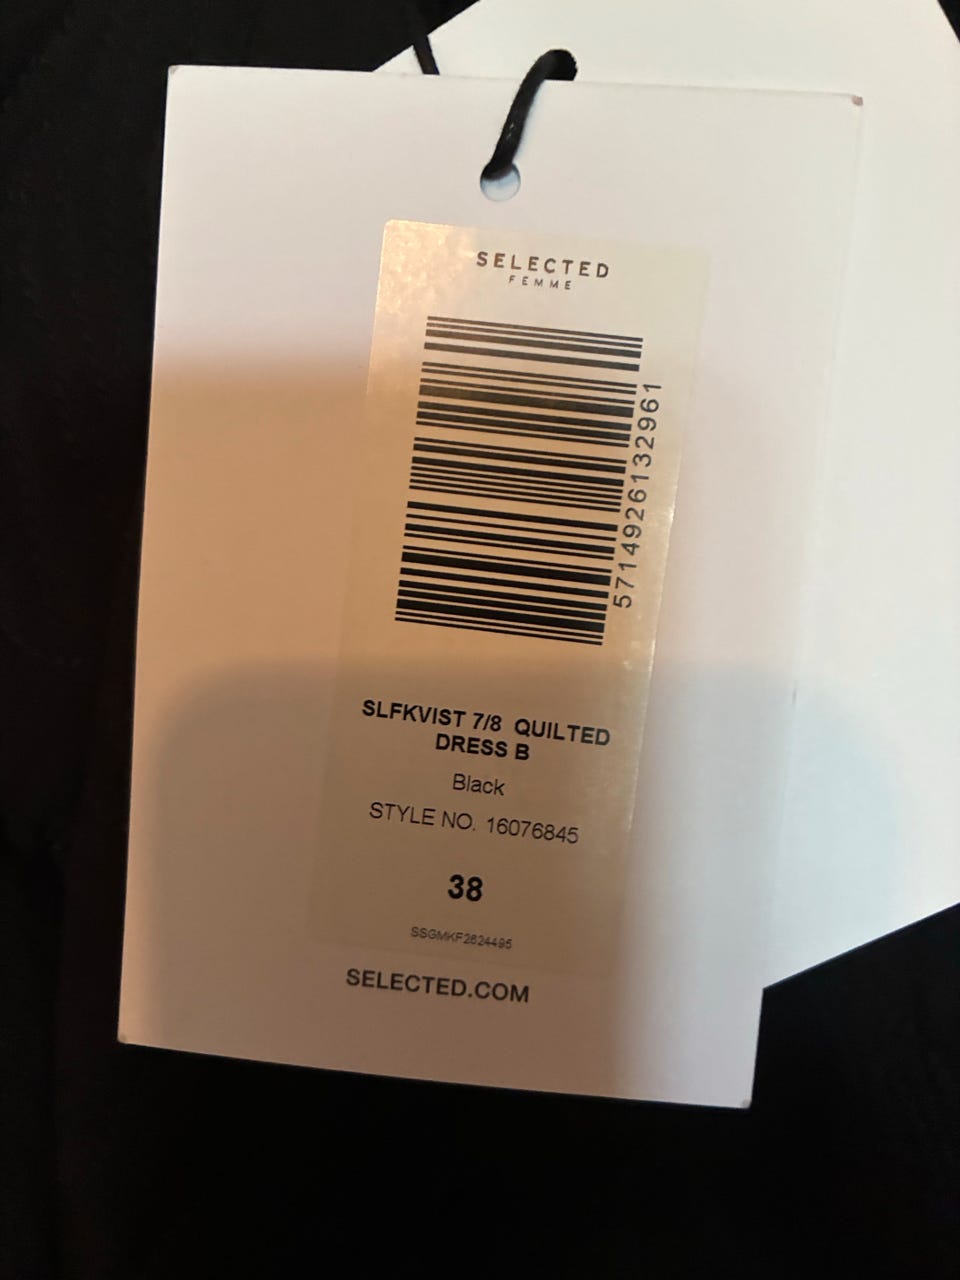 SELECTED
FEMME
5714926132961
SLFKVIST 7/8 QUILTED
DRESS B
Black
STYLE NO. 16076845
38
SSGMKF2624495
SELECTED.COM